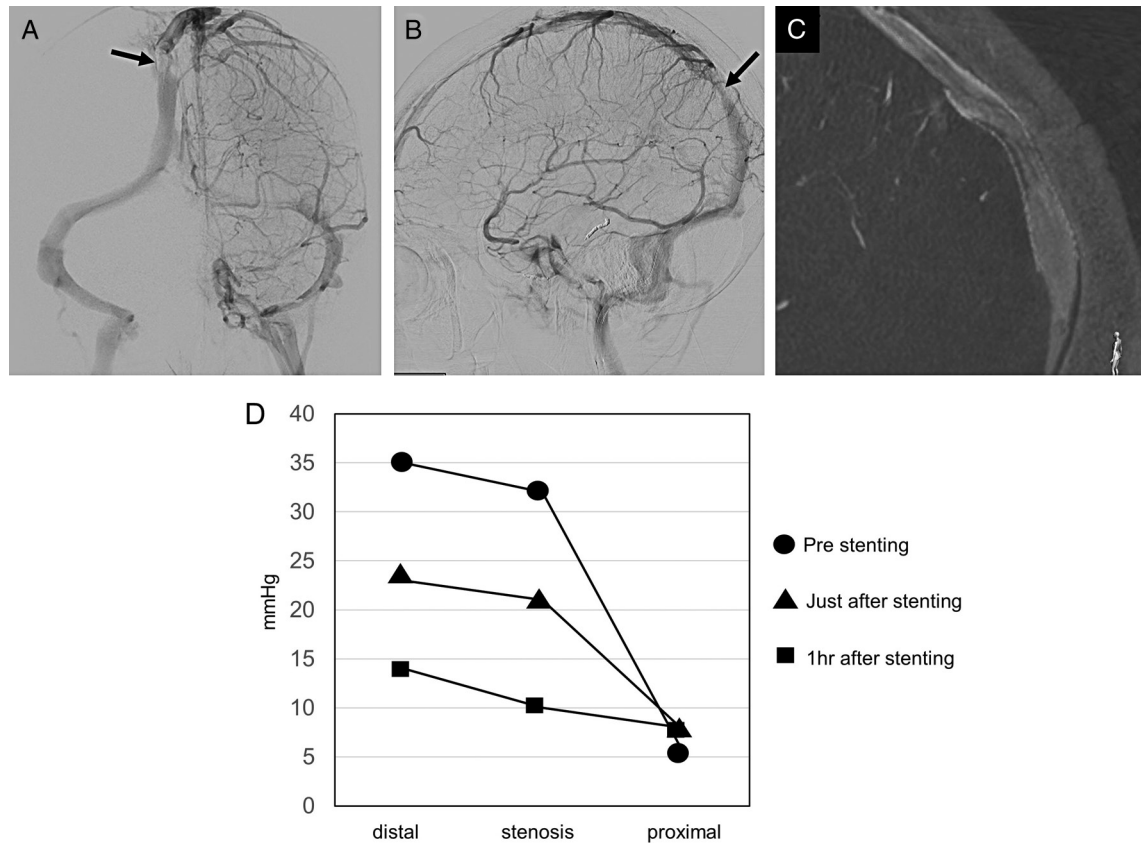 A
B
C
D
40
35
30
25
20
15
10
5
0
mmHg
distal
stenosis
proximal
Pre stenting
Just after stenting
1hr after stenting